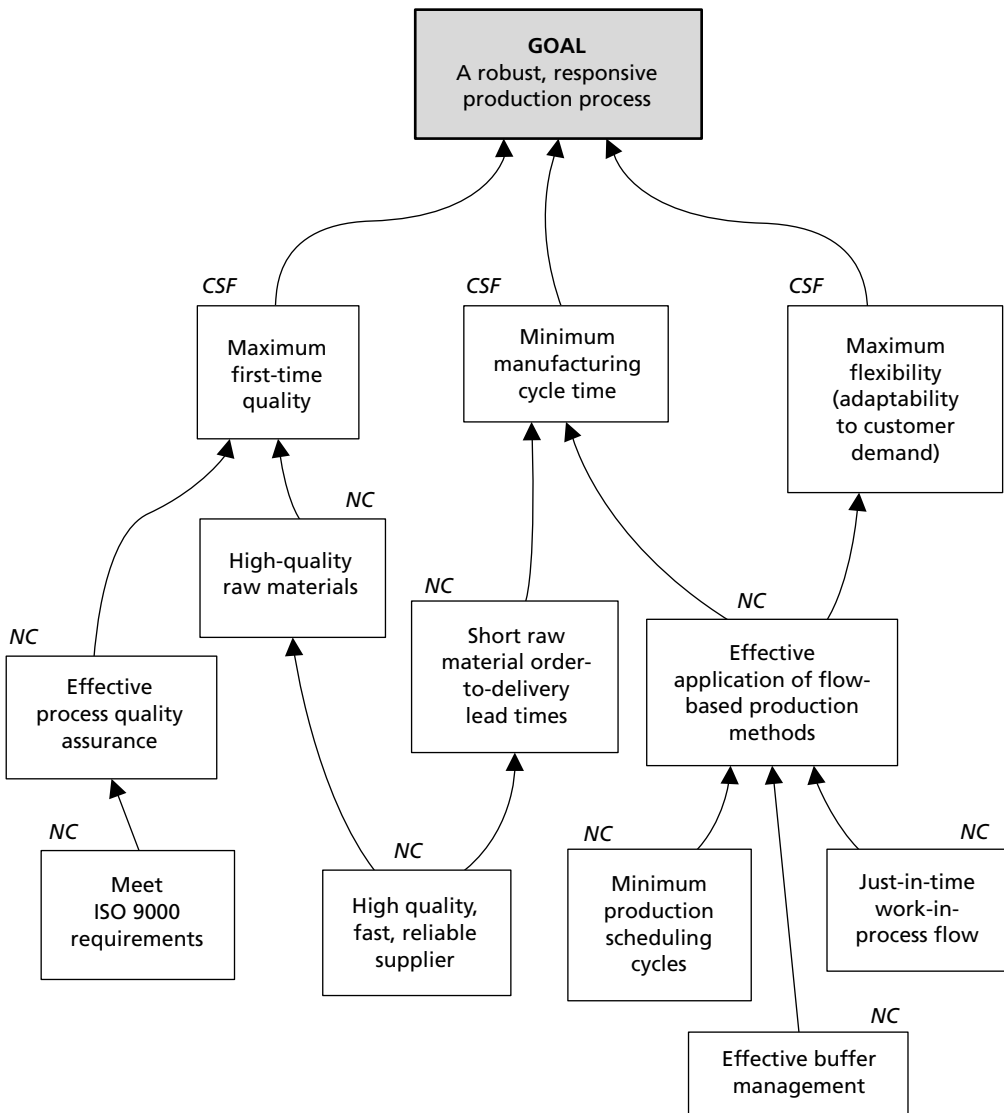 GOAL
A robust, responsive
production process
CSF
Maximum
first-time
quality
CSF
Minimum
manufacturing
cycle time
CSF
Maximum
flexibility
(adaptability
to customer
demand)
NC
High-quality
raw materials
NC
Effective
process quality
assurance
NC
Short raw
material order-
to-delivery
lead times
NC
Effective
application of flow-
based production
methods
NC
Meet
ISO 9000
requirements
NC
High quality,
fast, reliable
supplier
NC
Minimum
production
scheduling
cycles
NC
Just-in-time
work-in-
process flow
NC
Effective buffer
management